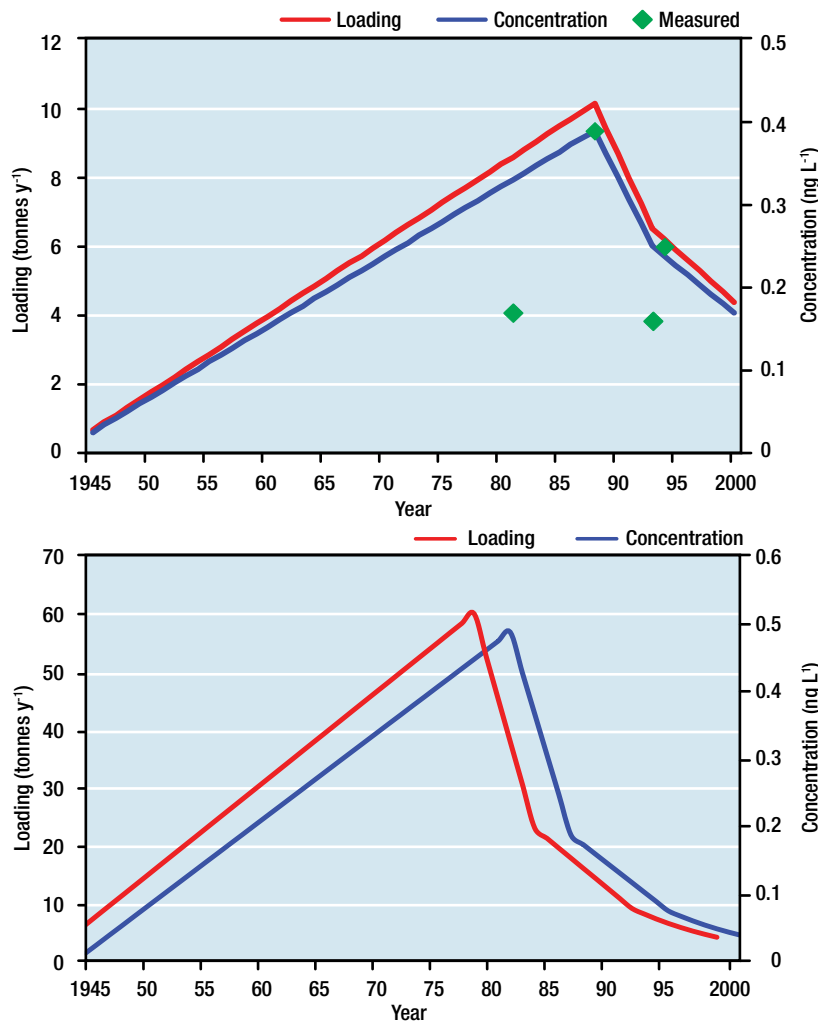 Loading Concentration Measured
12 0.5
10 0.4
8 0.3
6 0.2
4 0.1
2
0 0
Loading (tonnes y⁻¹)
Concentration (ng L⁻¹)
1945 50 55 60 65 70 75 80 85 90 95 2000
Year
Loading Concentration
70 0.6
60 0.5
50 0.4
40 0.3
30 0.2
20 0.1
10
0 0
Loading (tonnes y⁻¹)
Concentration (ng L¹)
1945 50 55 60 65 70 75 80 85 90 95 2000
Year